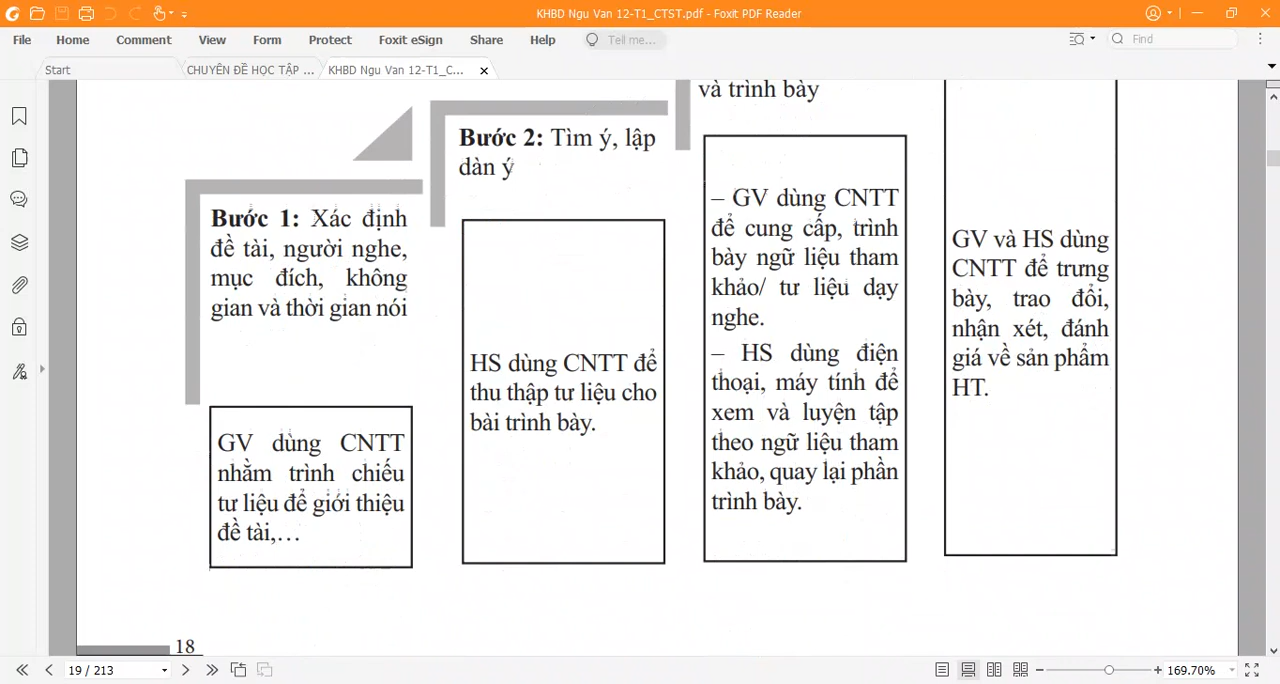 KHBD Ngu Van 12-T1_CTST.pdf - Foxit PDF Reader
File Home Comment View Form Protect Foxit eSign Share Help Tell me... Find
Start CHUYÊN ĐỀ HỌC TẬP ... KHBD Ngu Van 12-T1_C...
và trình bày
Bước 2: Tìm ý, lập
dàn ý
Bước 1: Xác định
đề tài, người nghe,
mục đích, không
gian và thời gian nói
GV dùng CNTT
nhằm trình chiếu
tư liệu để giới thiệu
đề tài,…
HS dùng CNTT để
thu thập tư liệu cho
bài trình bày.
– GV dùng CNTT
để cung cấp, trình
bày ngữ liệu tham
khảo/ tư liệu dạy
nghe.
– HS dùng điện
thoại, máy tính để
xem và luyện tập
theo ngữ liệu tham
khảo, quay lại phần
trình bày.
GV và HS dùng
CNTT để trưng
bày, trao đổi,
nhận xét, đánh
giá về sản phẩm
HT.
18
19 / 213 169.70%